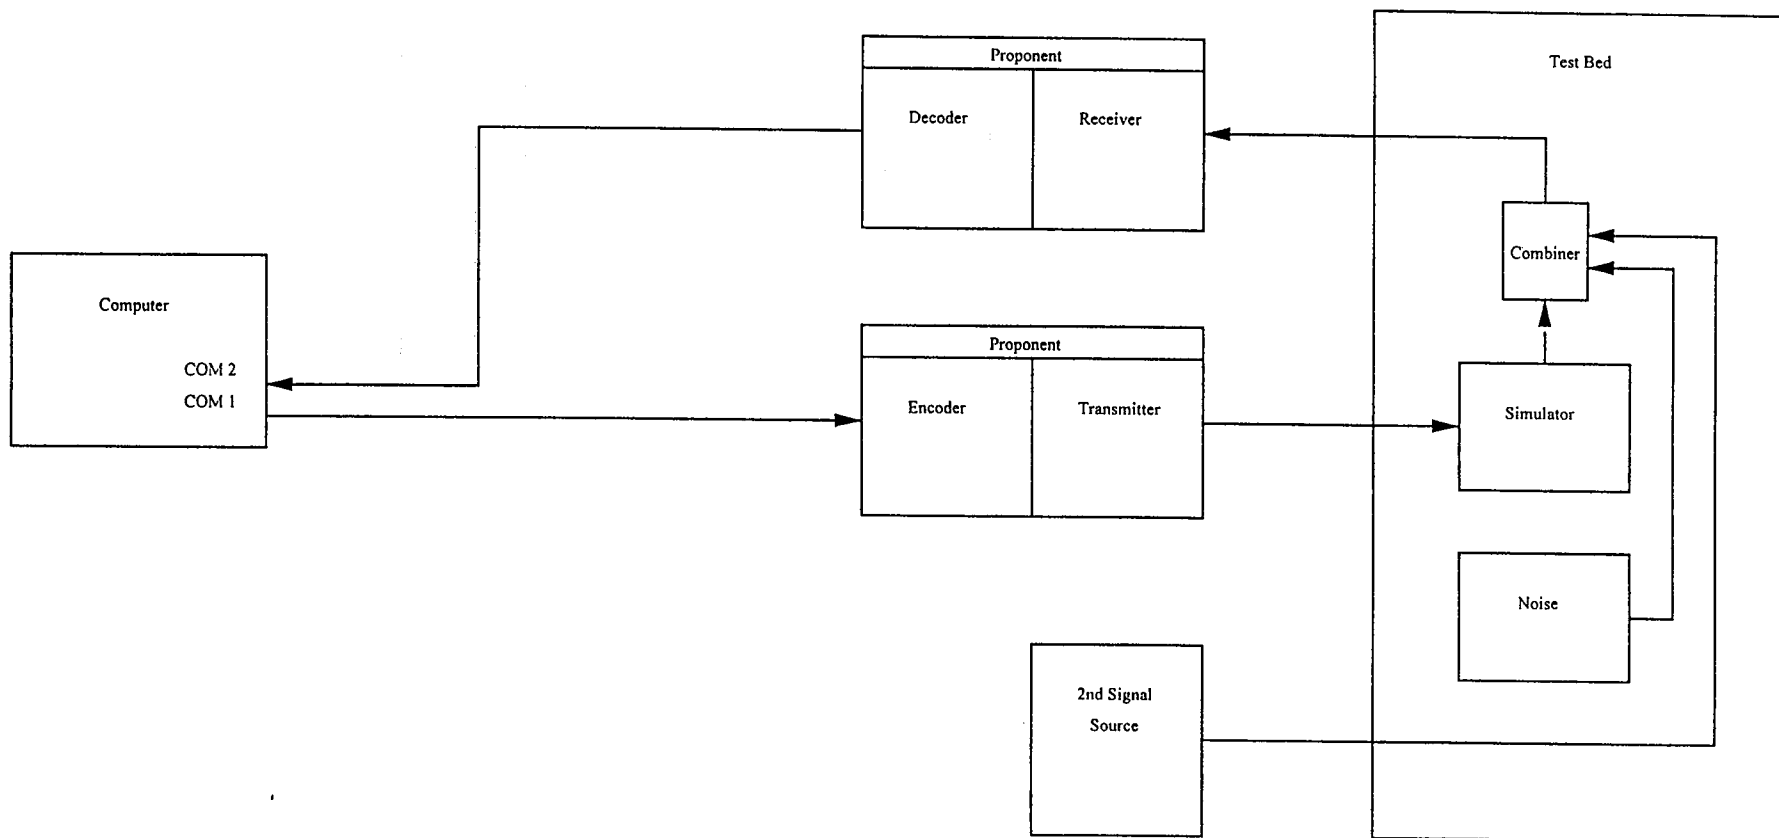 Proponent
Test Bed
Decoder
Receiver
Combiner
Computer
Proponent
COM 2
COM 1
Encoder
Transmitter
Simulator
Noise
2nd Signal
Source